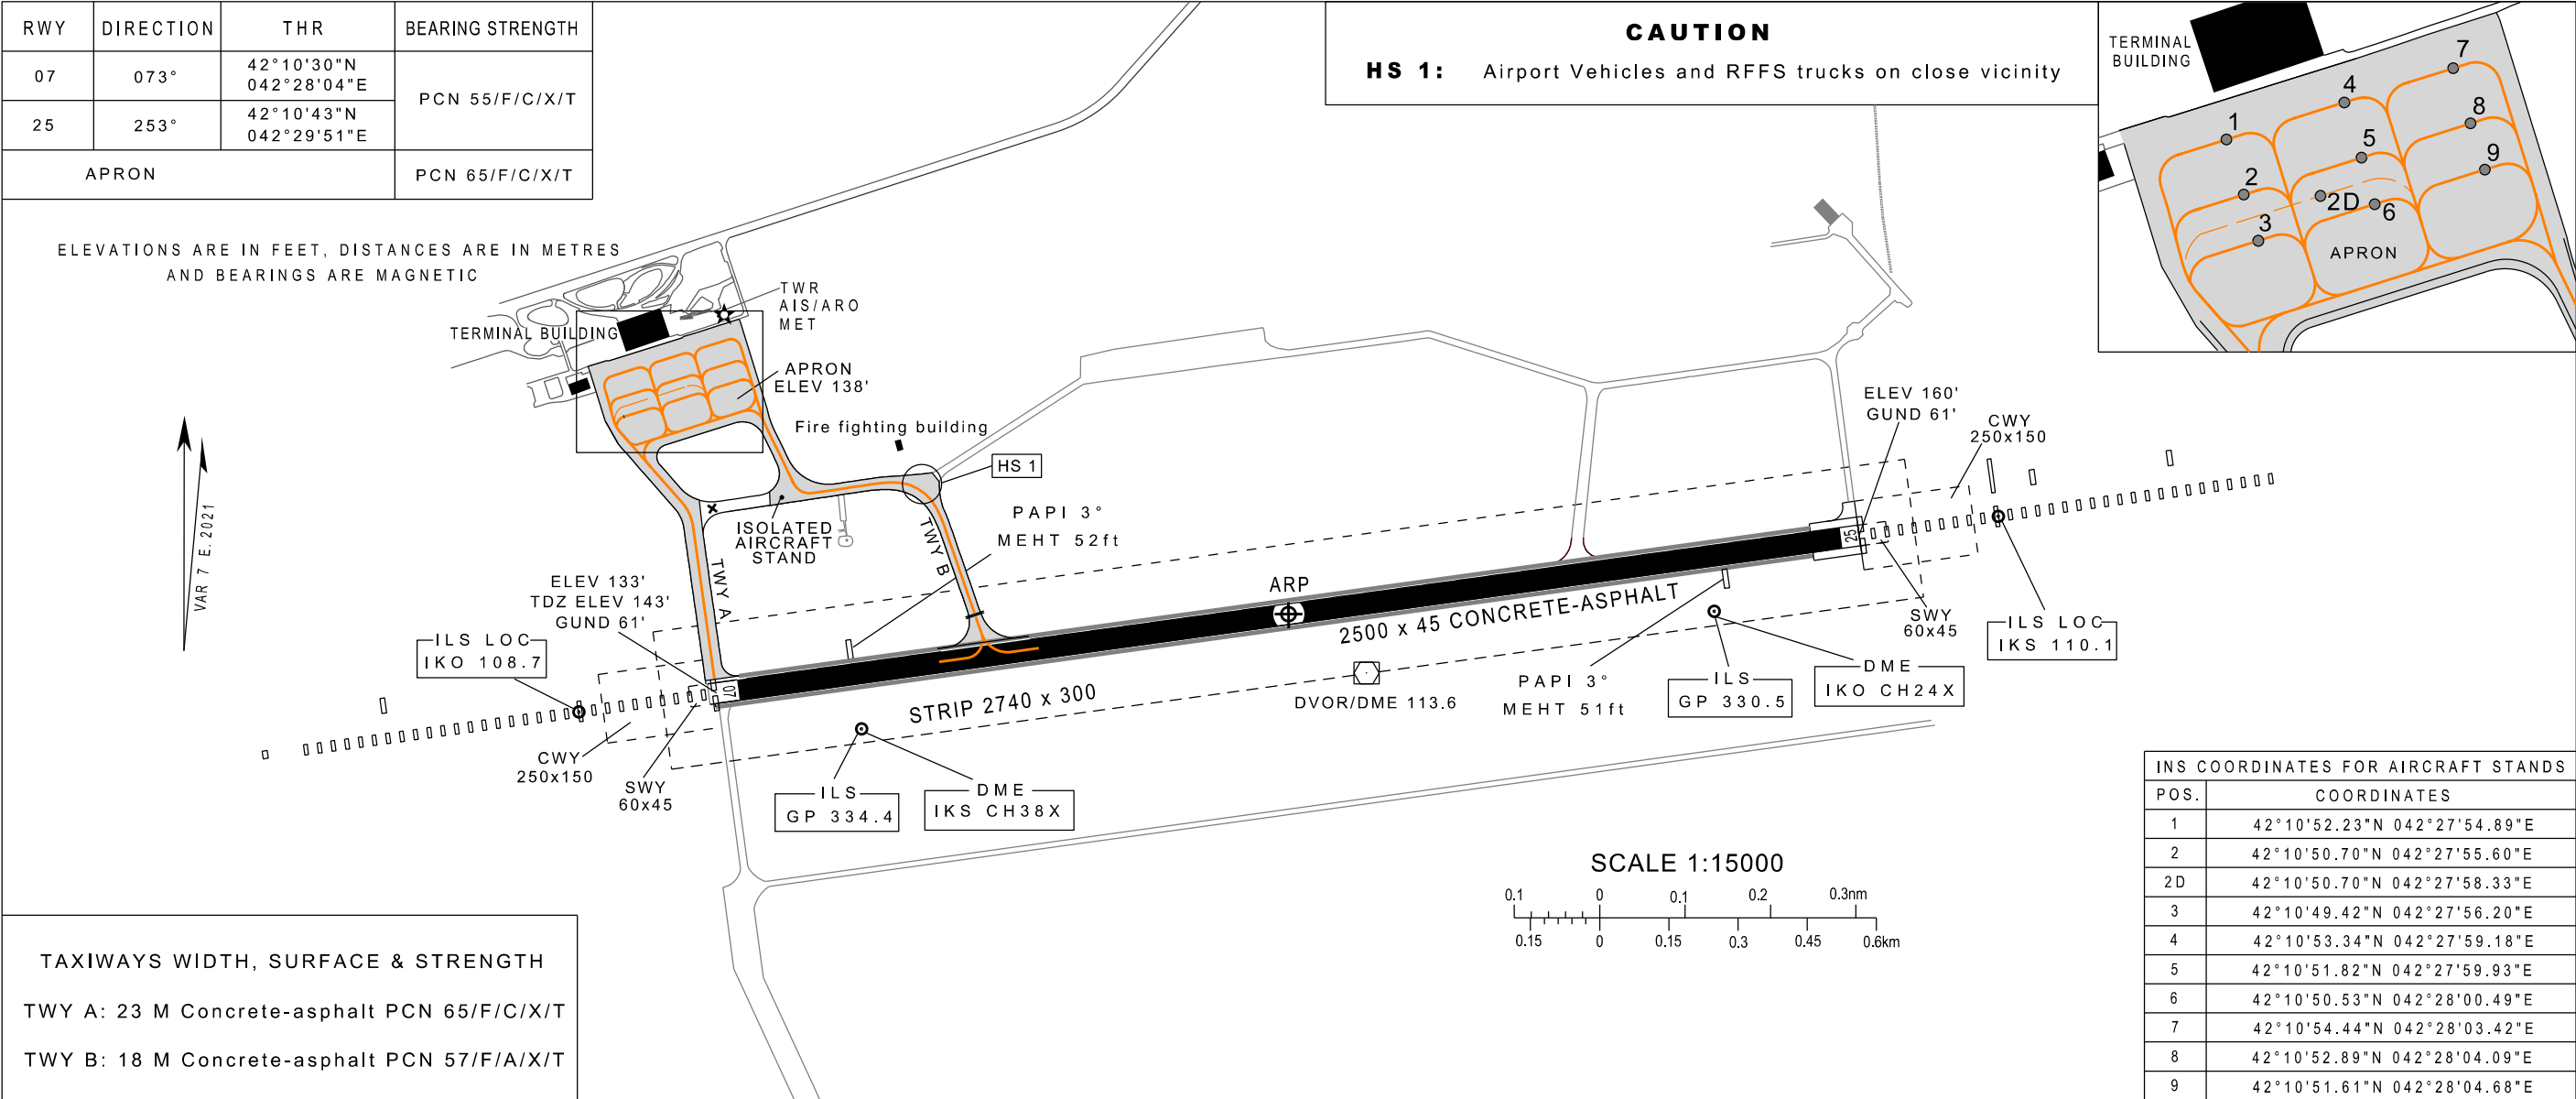 RWY DIRECTION THR BEARING STRENGTH
07 073° 42°10'30"N 042°28'04"E PCN 55/F/C/X/T
25 253° 42°10'43"N 042°29'51"E
APRON PCN 65/F/C/X/T
ELEVATIONS ARE IN FEET, DISTANCES ARE IN METRES
AND BEARINGS ARE MAGNETIC
CAUTION
HS 1: Airport Vehicles and RFFS trucks on close vicinity
TERMINAL
BUILDING
1
2
3
4
5
2D
6
7
8
9
APRON
TWR
AIS/ARO
MET
TERMINAL BUILDING
APRON
ELEV 138'
Fire fighting building
HS 1
VAR 7 E. 2021
ISOLATED
AIRCRAFT
STAND
TWY A
TWY B
PAPI 3°
MEHT 52ft
ELEV 133'
TDZ ELEV 143'
GUND 61'
ILS LOC
IKO 108.7
07
CWY
250x150
SWY
60x45
ILS
GP 334.4
DME
IKS CH38X
STRIP 2740 x 300
ARP
2500 x 45 CONCRETE-ASPHALT
DVOR/DME 113.6
PAPI 3°
MEHT 51ft
ILS
GP 330.5
DME
IKO CH24X
25
ELEV 160'
GUND 61'
CWY
250x150
SWY
60x45
ILS LOC
IKS 110.1
SCALE 1:15000
0.1 0 0.1 0.2 0.3nm
0.15 0 0.15 0.3 0.45 0.6km
TAXIWAYS WIDTH, SURFACE & STRENGTH
TWY A: 23 M Concrete-asphalt PCN 65/F/C/X/T
TWY B: 18 M Concrete-asphalt PCN 57/F/A/X/T
INS COORDINATES FOR AIRCRAFT STANDS
POS. COORDINATES
1 42°10'52.23"N 042°27'54.89"E
2 42°10'50.70"N 042°27'55.60"E
2D 42°10'50.70"N 042°27'58.33"E
3 42°10'49.42"N 042°27'56.20"E
4 42°10'53.34"N 042°27'59.18"E
5 42°10'51.82"N 042°27'59.93"E
6 42°10'50.53"N 042°28'00.49"E
7 42°10'54.44"N 042°28'03.42"E
8 42°10'52.89"N 042°28'04.09"E
9 42°10'51.61"N 042°28'04.68"E